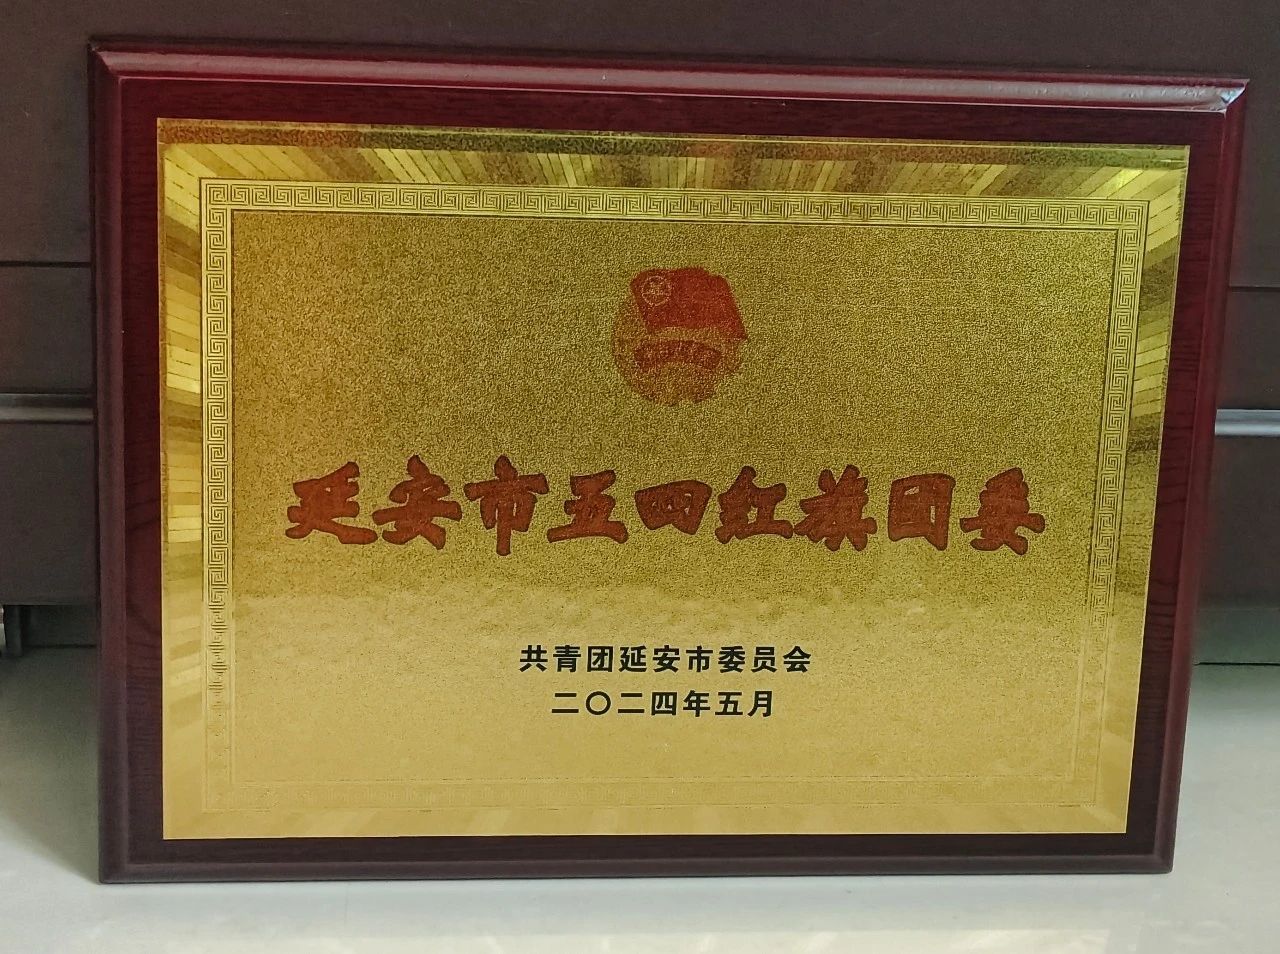 延安市五四红旗团委
共青团延安市委员会
二〇二四年五月